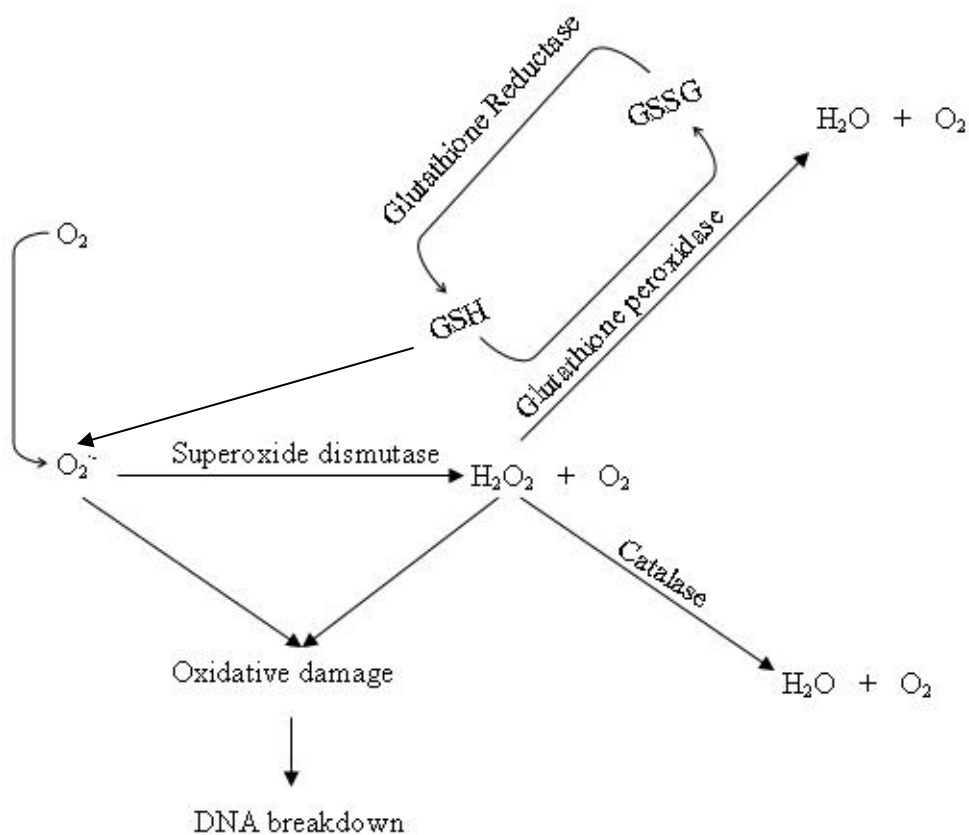 Glutathione Reductase
GSSG
H₂O + O₂
O₂
GSH
Glutathione peroxidase
O₂⁻·
Superoxide dismutase
H₂O₂ + O₂
Catalase
Oxidative damage
H₂O + O₂
DNA breakdown